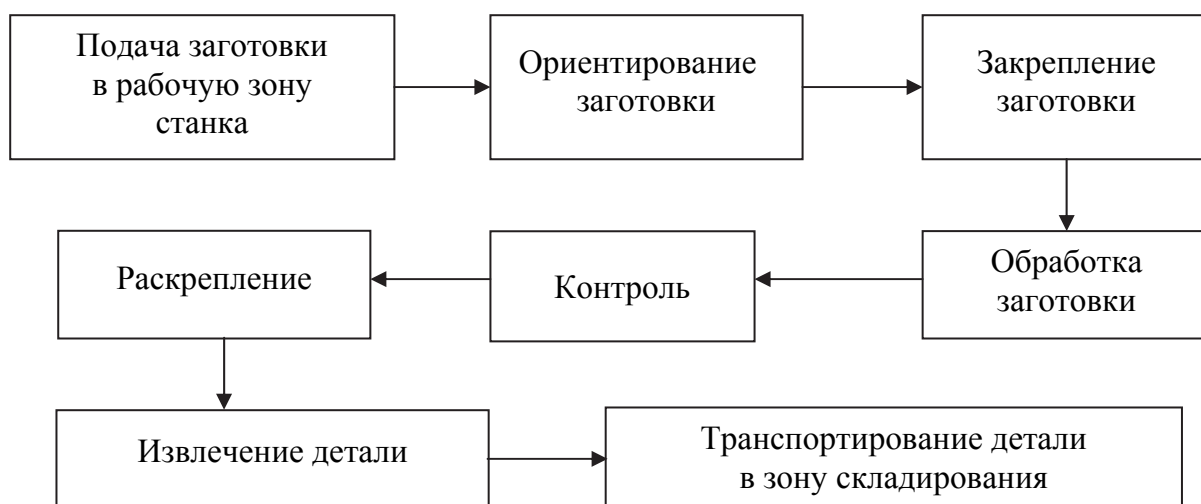 Подача заготовки
в рабочую зону
станка
Ориентирование
заготовки
Закрепление
заготовки
Обработка
заготовки
Контроль
Раскрепление
Извлечение детали
Транспортирование детали
в зону складирования